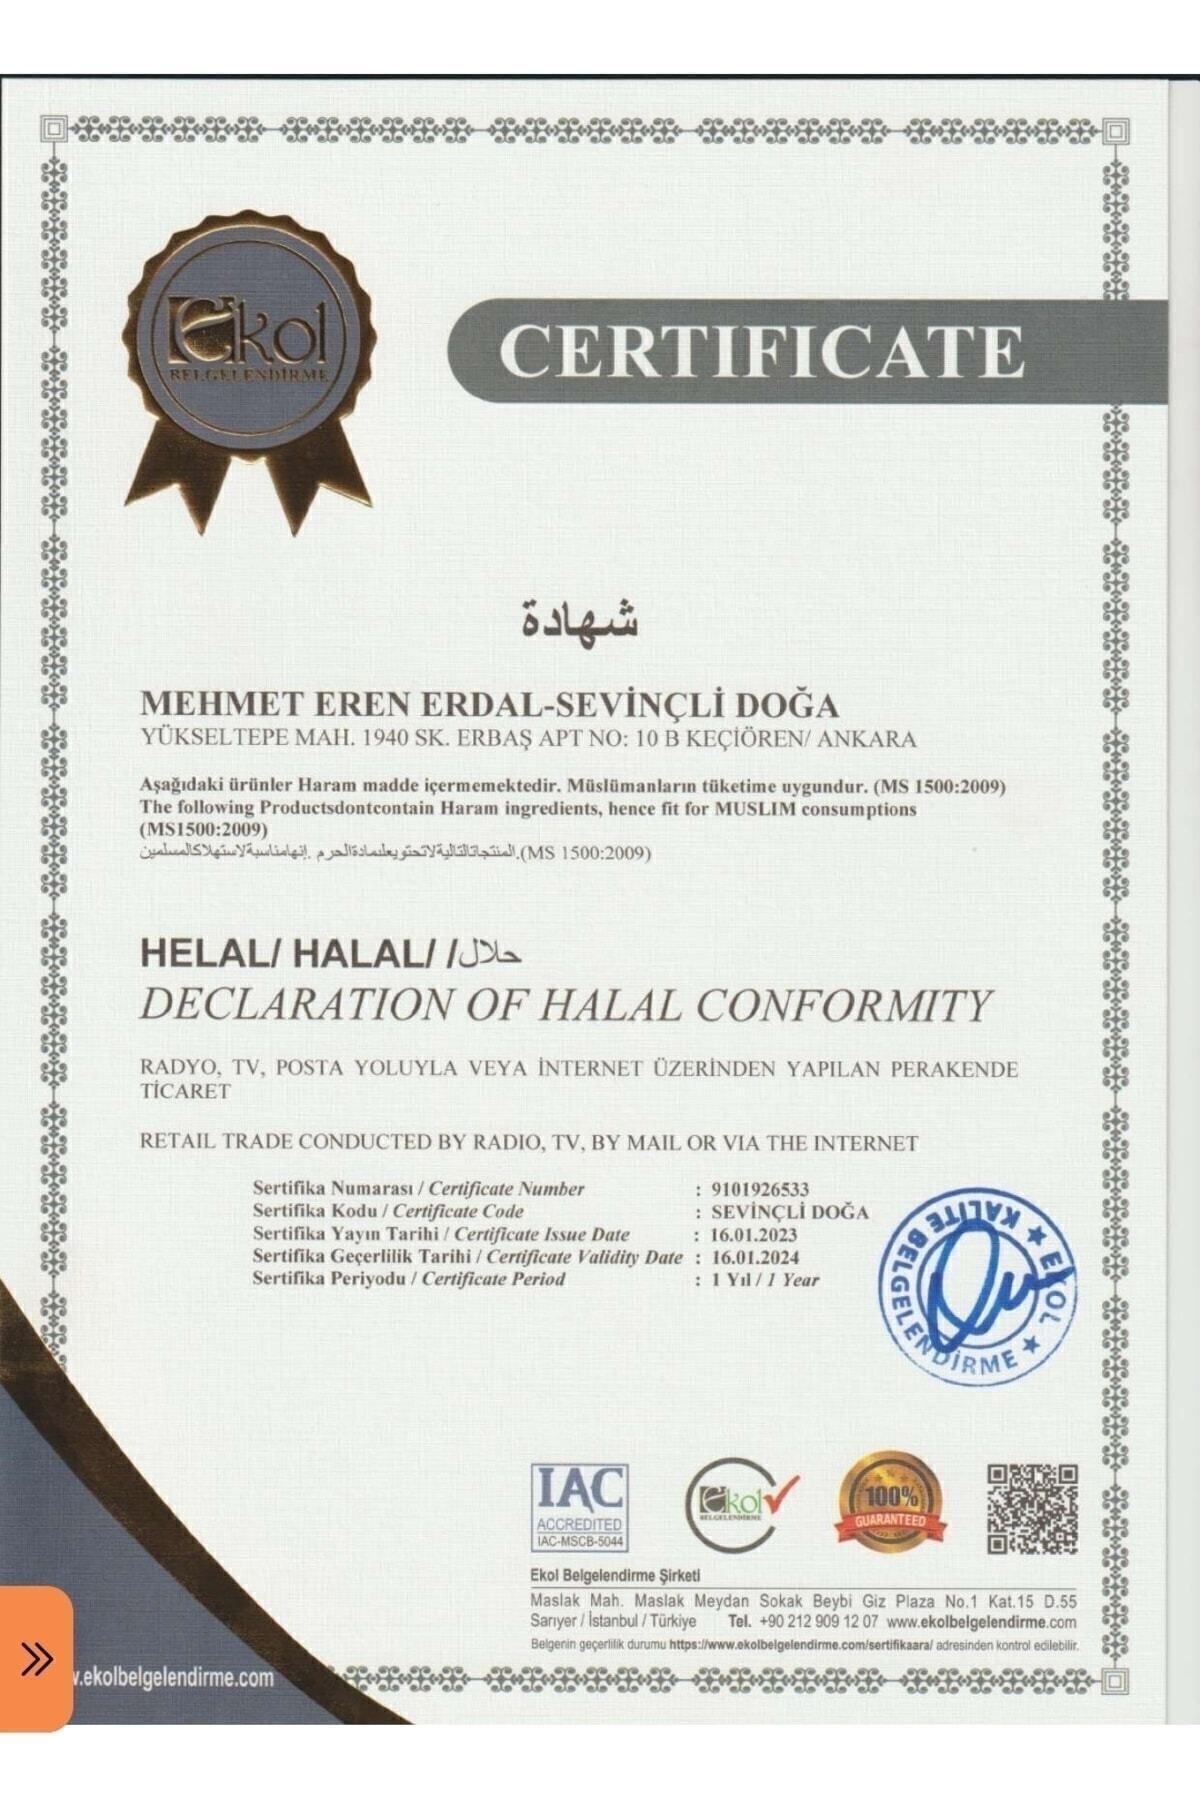 Ekol
BELGELENDİRME
CERTIFICATE
شهادة
MEHMET EREN ERDAL-SEVİNÇLİ DOĞA
YÜKSELTEPE MAH. 1940 SK. ERBAŞ APT NO: 10 B KEÇİÖREN/ ANKARA
Aşağıdaki ürünler Haram madde içermemektedir. Müslümanların tüketime uygundur. (MS 1500:2009)
The following Productsdontcontain Haram ingredients, hence fit for MUSLIM consumptions
(MS1500:2009)
المنتجاتالتاليةلاتحتويعلىمادةالحرم .إنهامناسبةلاستهلاكالمسلمين.(MS 1500:2009)
HELAL/ HALAL/ /حلال
DECLARATION OF HALAL CONFORMITY
RADYO, TV, POSTA YOLUYLA VEYA İNTERNET ÜZERİNDEN YAPILAN PERAKENDE
TİCARET
RETAIL TRADE CONDUCTED BY RADIO, TV, BY MAIL OR VIA THE INTERNET
Sertifika Numarası / Certificate Number : 9101926533
Sertifika Kodu / Certificate Code : SEVİNÇLİ DOĞA
Sertifika Yayın Tarihi / Certificate Issue Date : 16.01.2023
Sertifika Geçerlilik Tarihi / Certificate Validity Date : 16.01.2024
Sertifika Periyodu / Certificate Period : 1 Yıl / 1 Year
EKOL ★ KALİTE BELGELENDİRME ★
IAC
ACCREDITED
IAC-MSCB-5044
Ekol
BELGELENDİRME
100%
GUARANTEED
Ekol Belgelendirme Şirketi
Maslak Mah. Maslak Meydan Sokak Beybi Giz Plaza No.1 Kat.15 D.55
Sarıyer / İstanbul / Türkiye Tel. +90 212 909 12 07 www.ekolbelgelendirme.com
Belgenin geçerlilik durumu https://www.ekolbelgelendirme.com/sertifikaara/ adresinden kontrol edilebilir.
.ekolbelgelendirme.com